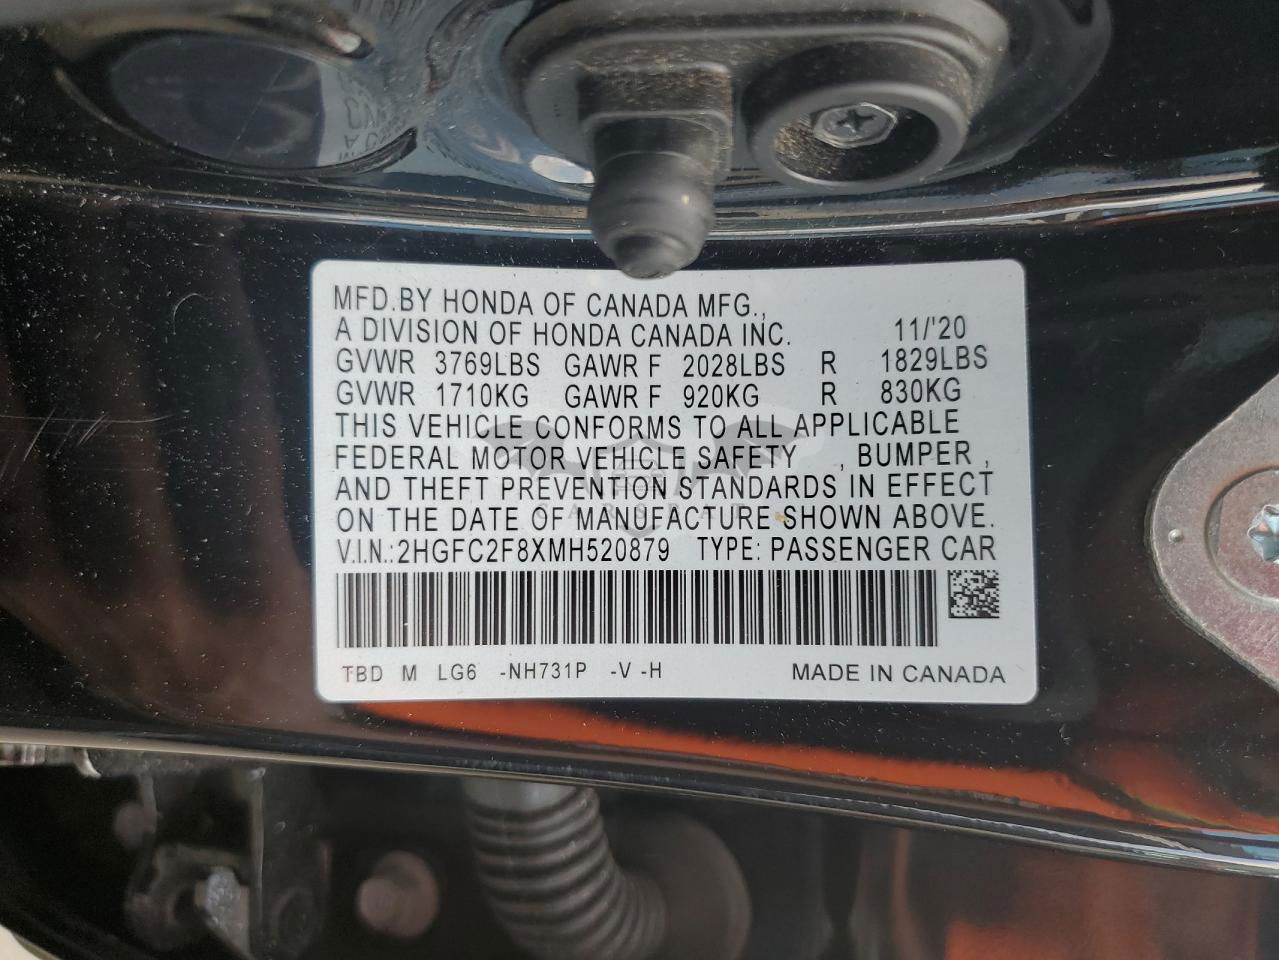 MFD.BY HONDA OF CANADA MFG.,
A DIVISION OF HONDA CANADA INC. 11/'20
GVWR 3769LBS GAWR F 2028LBS R 1829LBS
GVWR 1710KG GAWR F 920KG R 830KG
THIS VEHICLE CONFORMS TO ALL APPLICABLE
FEDERAL MOTOR VEHICLE SAFETY , BUMPER ,
AND THEFT PREVENTION STANDARDS IN EFFECT
ON THE DATE OF MANUFACTURE SHOWN ABOVE.
V.I.N.:2HGFC2F8XMH520879 TYPE: PASSENGER CAR
TBD M LG6 -NH731P -V -H MADE IN CANADA